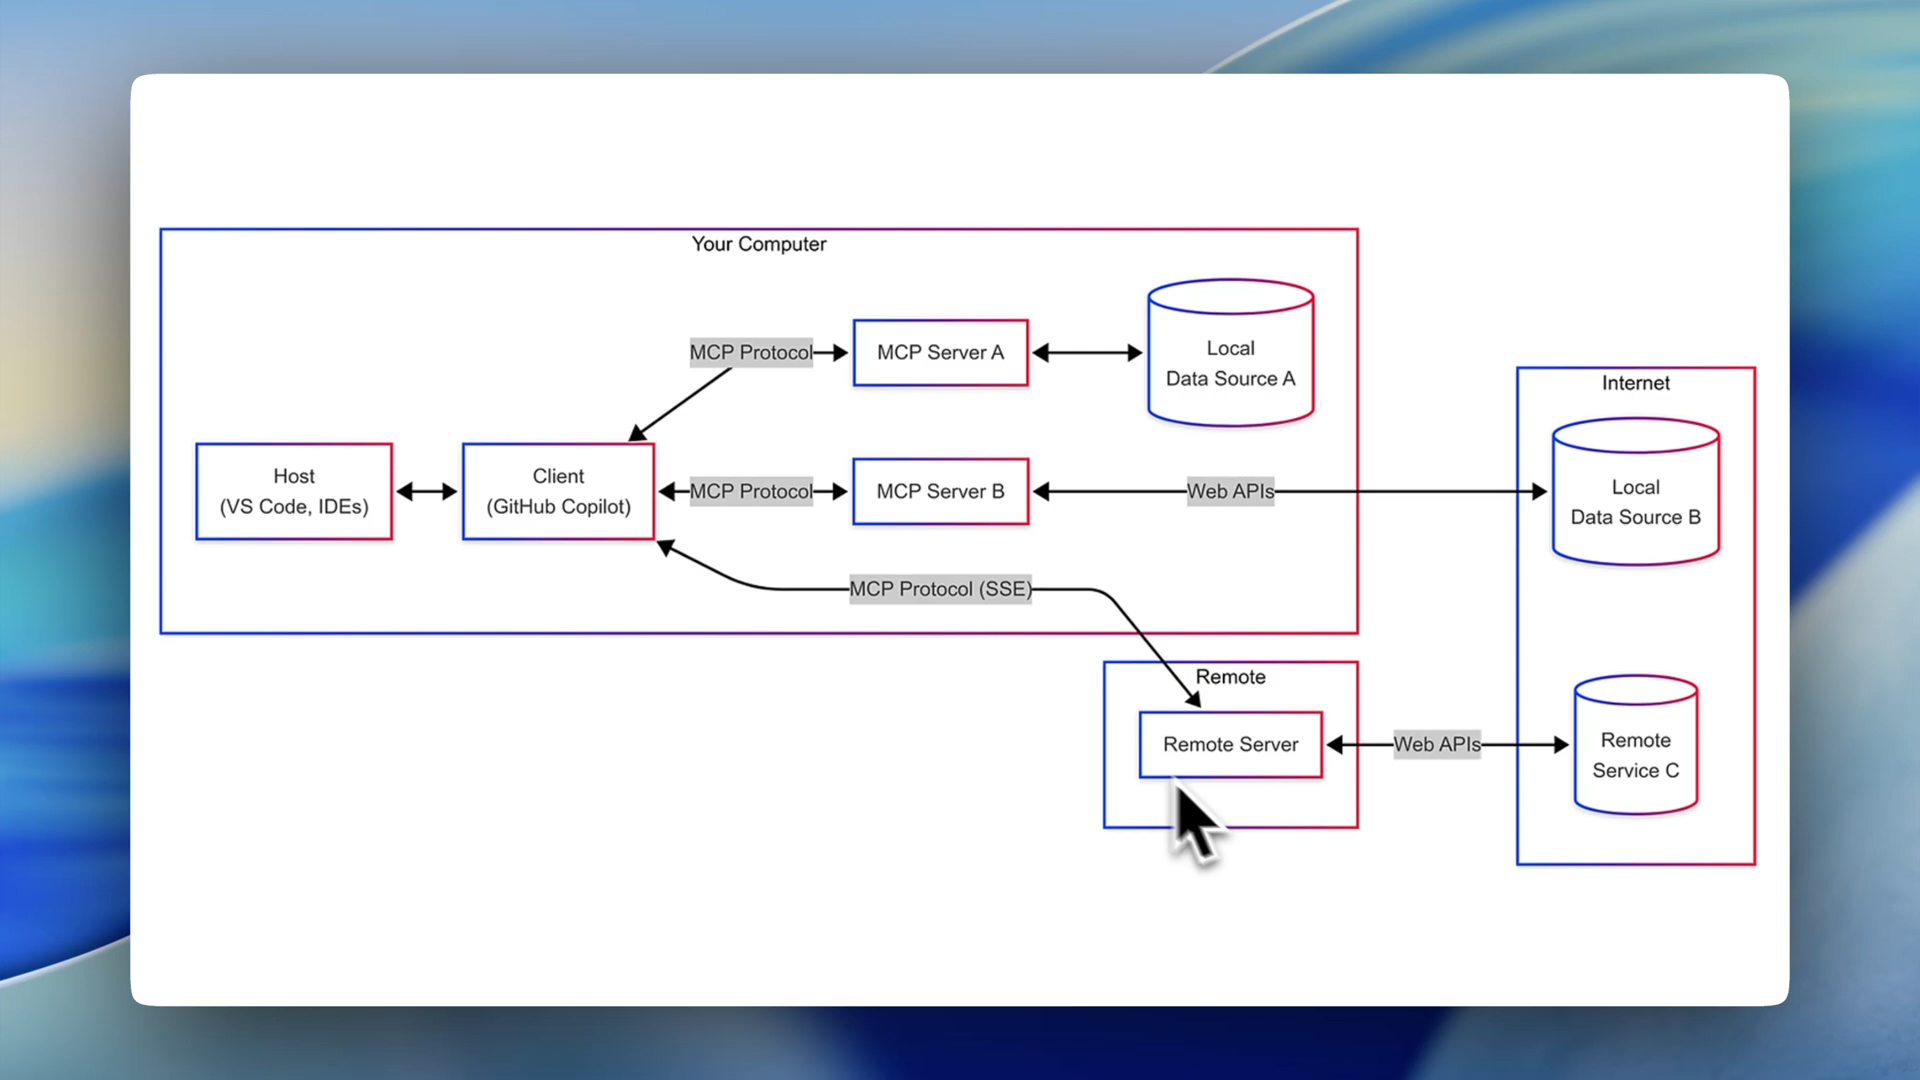 Your Computer
MCP Protocol
MCP Server A
Local
Data Source A
Internet
Host
(VS Code, IDEs)
Client
(GitHub Copilot)
MCP Protocol
MCP Server B
Web APIs
Local
Data Source B
MCP Protocol (SSE)
Remote
Remote Server
Web APIs
Remote
Service C